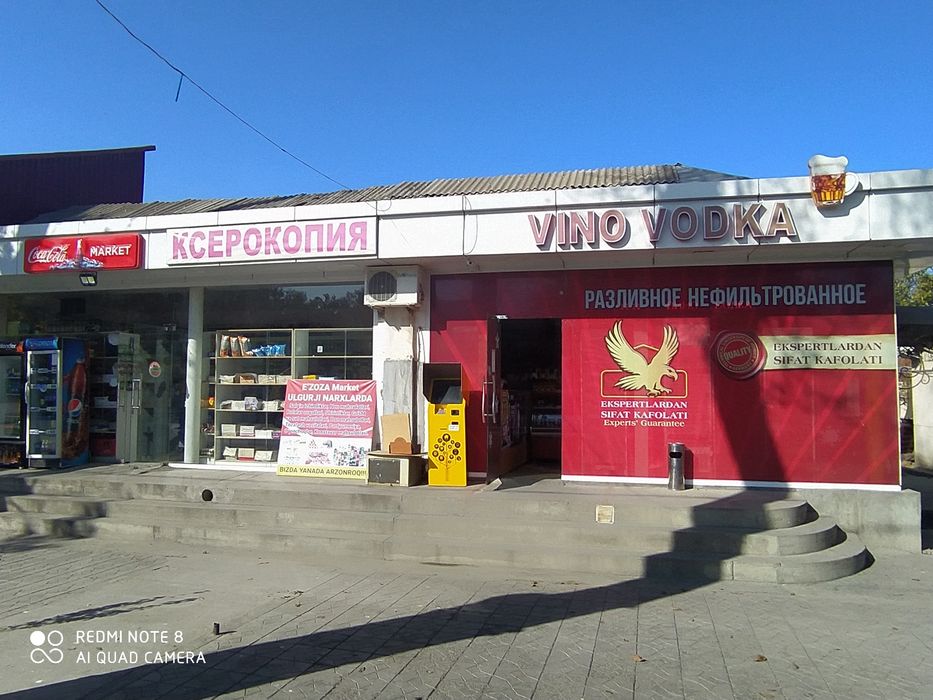 Coca-Cola MARKET
КСЕРОКОПИЯ
VINO VODKA
РАЗЛИВНОЕ НЕФИЛЬТРОВАННОЕ
QUALITY
EKSPERTLARDAN
SIFAT KAFOLATI
EKSPERTLARDAN
SIFAT KAFOLATI
Experts' Guarantee
E'ZOZA Market
ULGURJI NARXLARDA
BIZDA YANADA ARZONROQ!!!
pepsi
REDMI NOTE 8
AI QUAD CAMERA